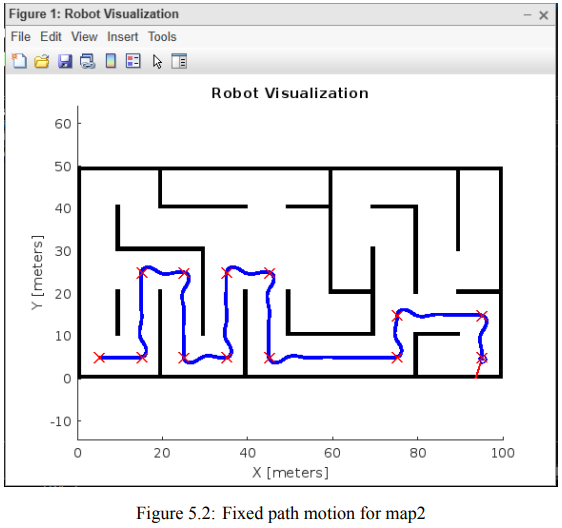 Figure 1: Robot Visualization
File Edit View Insert Tools
Robot Visualization
60
50
40
30
20
10
0
-10
Y [meters]
0 20 40 60 80 100
X [meters]
Figure 5.2: Fixed path motion for map2